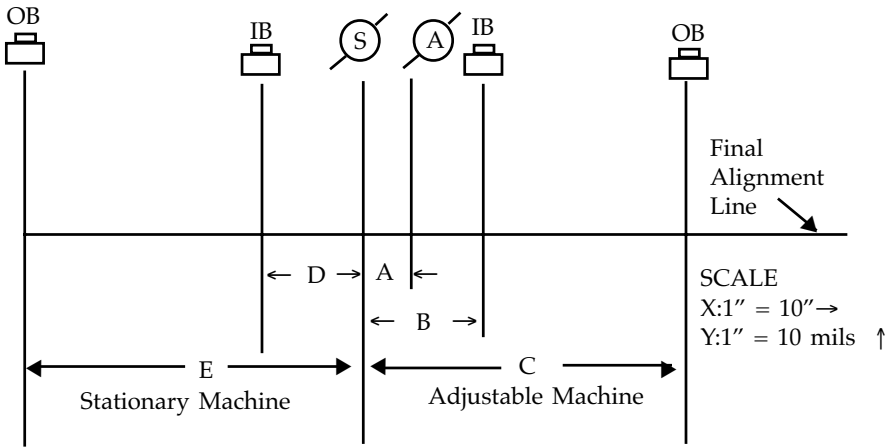 OB
IB
S
A
IB
OB
Final
Alignment
Line
← D → A ←
← B →
SCALE
X:1″ = 10″→
Y:1″ = 10 mils ↑
E
C
Stationary Machine
Adjustable Machine